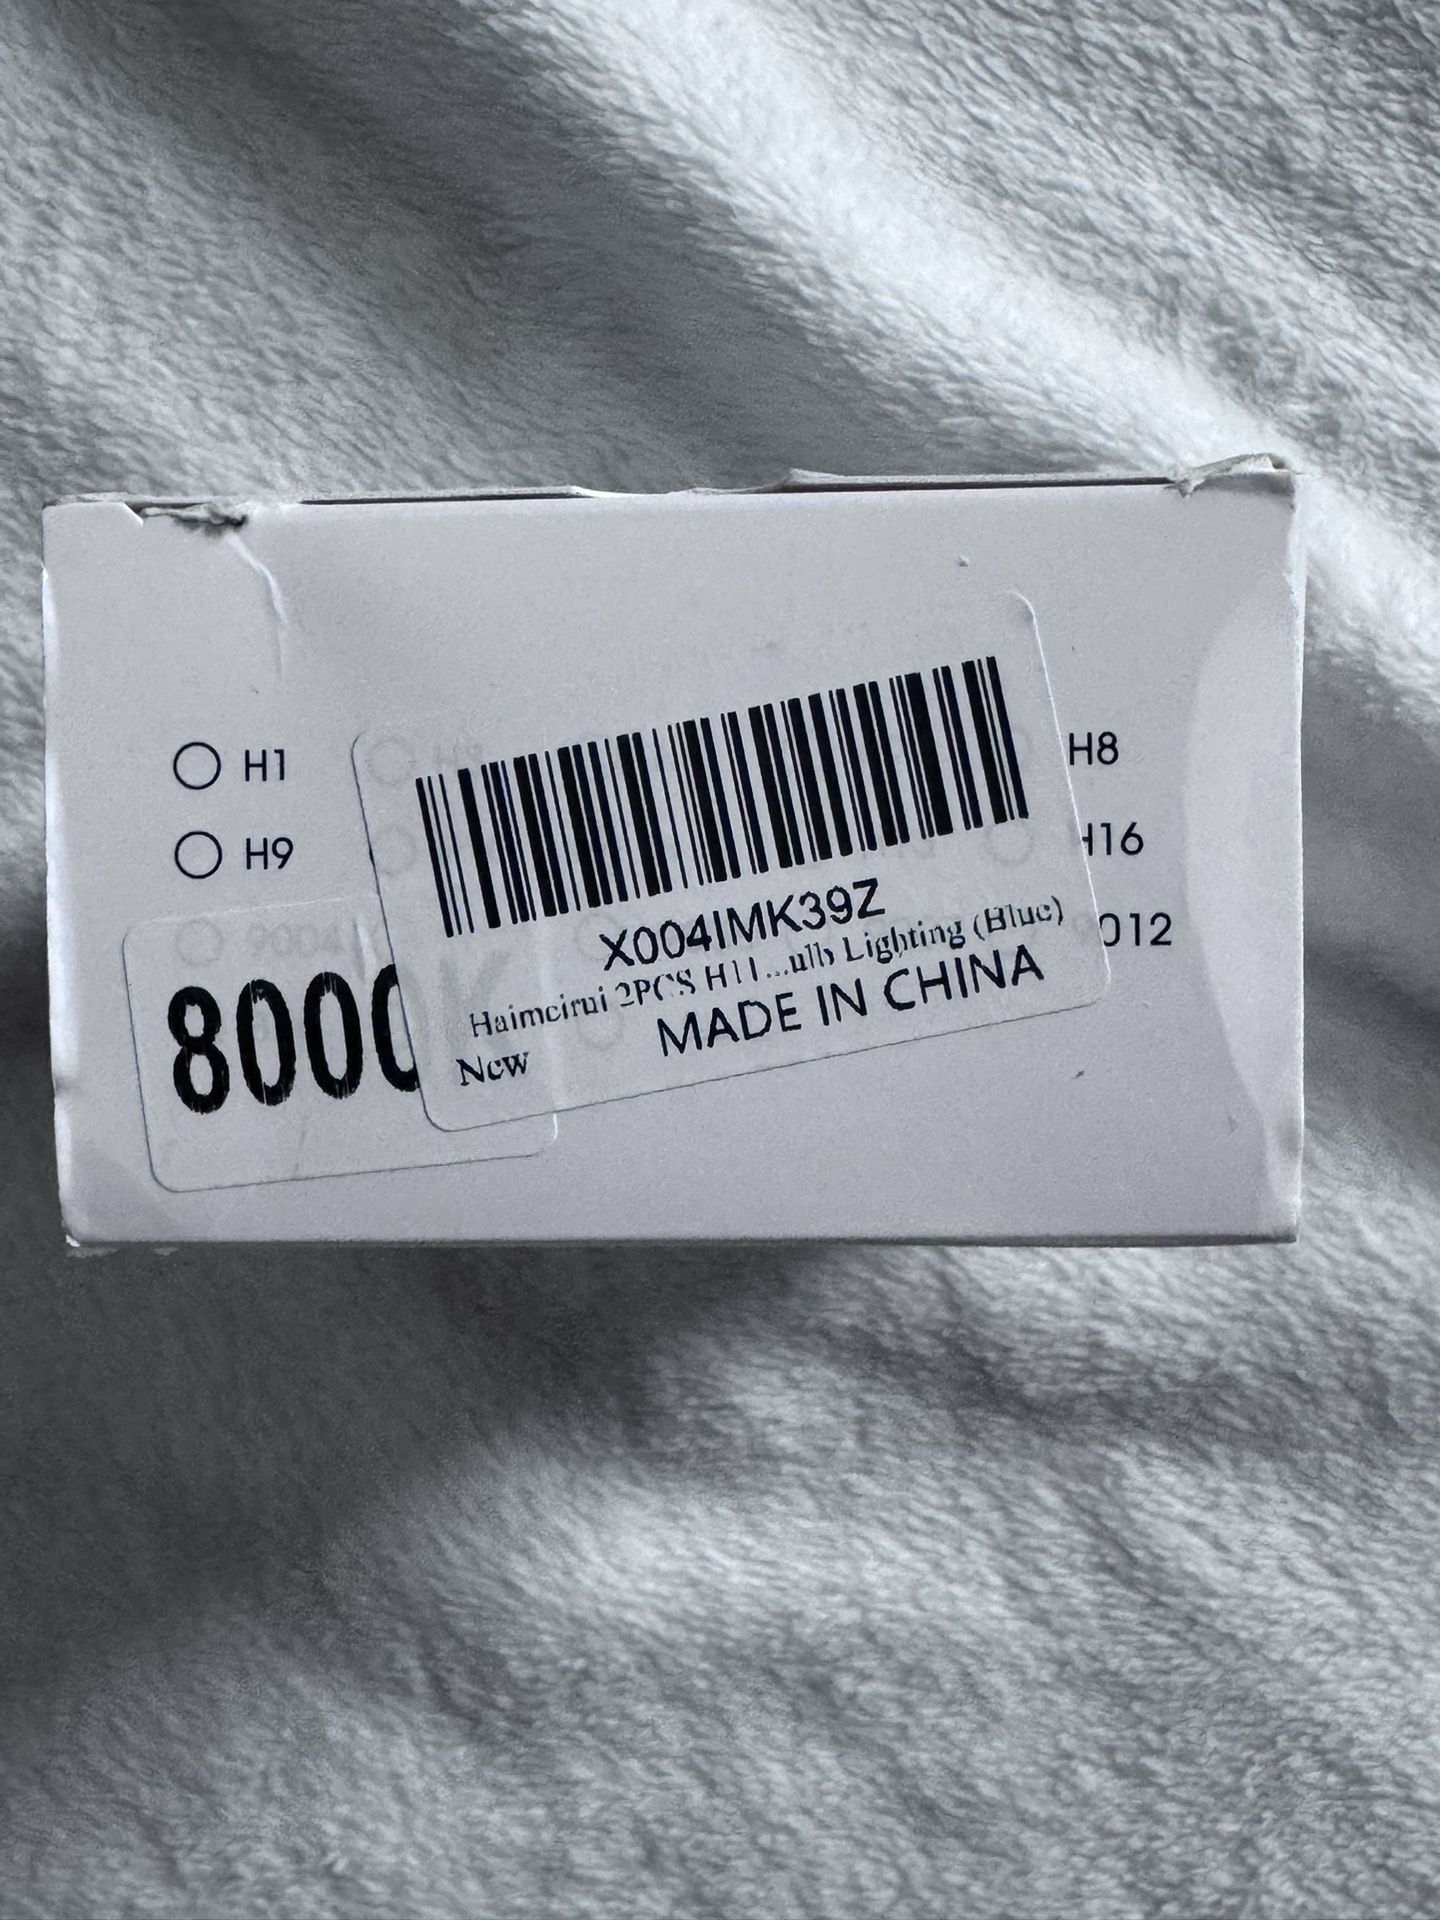 H1
H8
H9
H16
8000
X004IMK39Z
Haimcirui 2PCS H11...ulb Lighting (Blue)
012
New
MADE IN CHINA